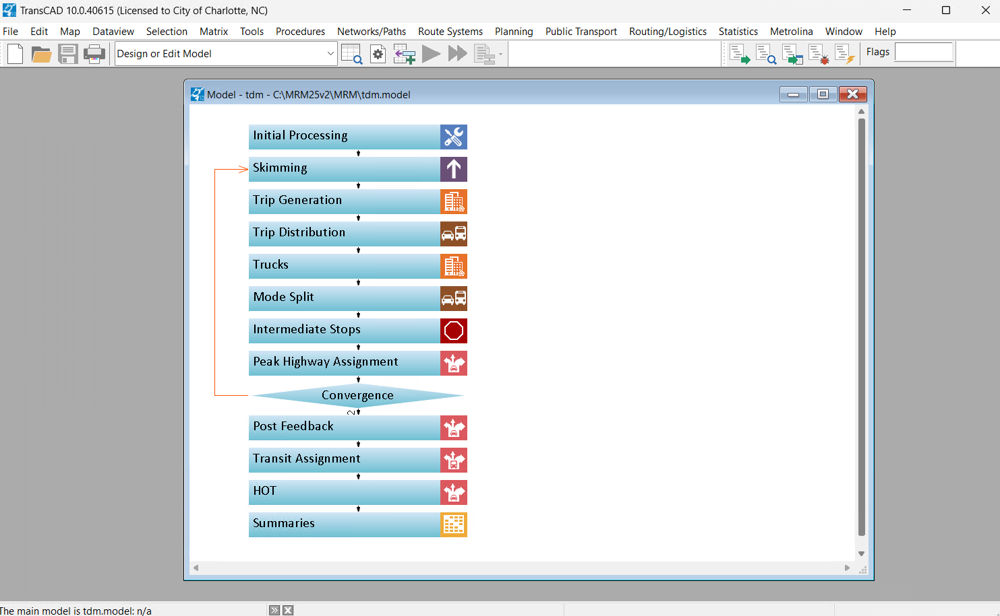 TransCAD 10.0.40615 (Licensed to City of Charlotte, NC)
File Edit Map Dataview Selection Matrix Tools Procedures Networks/Paths Route Systems Planning Public Transport Routing/Logistics Statistics Metrolina Window Help
Design or Edit Model
Flags
Model - tdm - C:\MRM25v2\MRM\tdm.model
Initial Processing
Skimming
Trip Generation
Trip Distribution
Trucks
Mode Split
Intermediate Stops
Peak Highway Assignment
Convergence
2
Post Feedback
Transit Assignment
HOT
Summaries
The main model is tdm.model: n/a